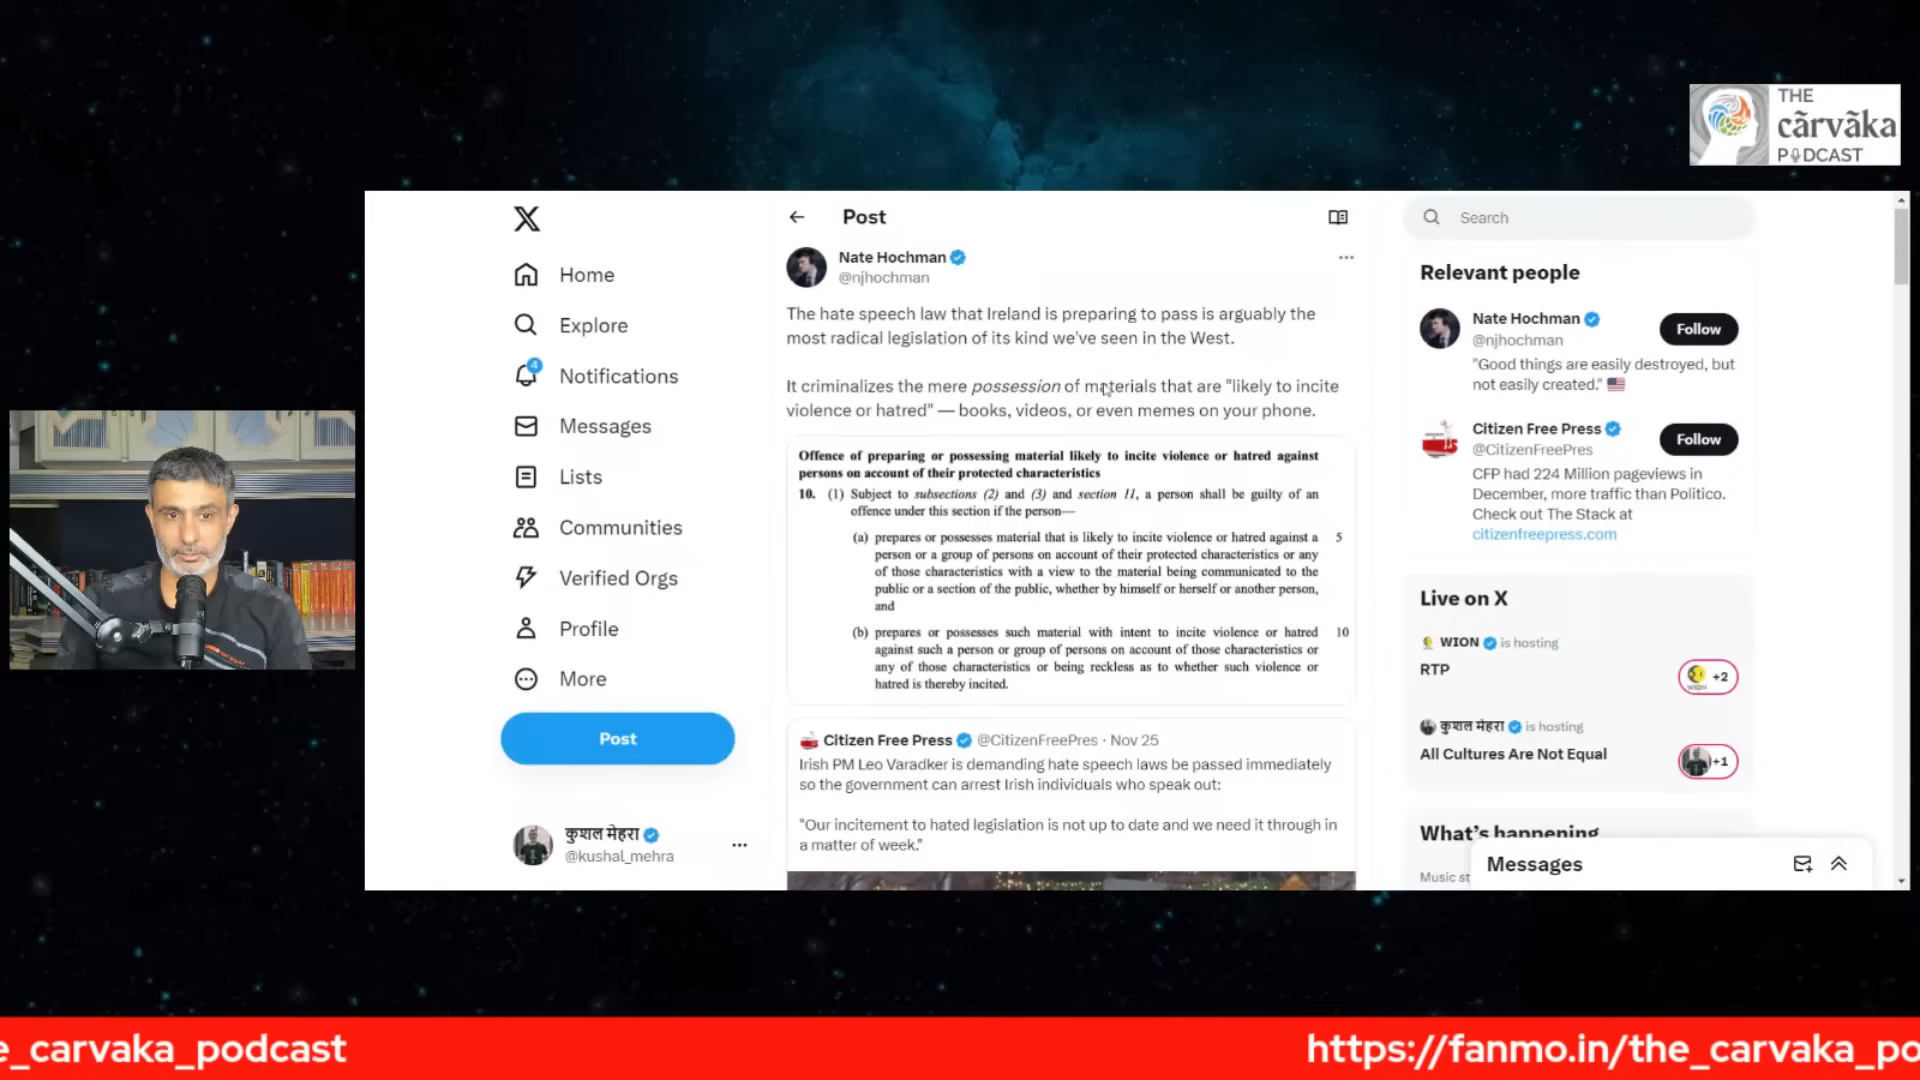 THE
cārvāka
PODCAST
X
Home
Explore
Notifications
4
Messages
Lists
Communities
Verified Orgs
Profile
More
Post
कुशल मेहरा
@kushal_mehra
Post
Nate Hochman
@njhochman
The hate speech law that Ireland is preparing to pass is arguably the
most radical legislation of its kind we've seen in the West.
It criminalizes the mere possession of materials that are "likely to incite
violence or hatred" — books, videos, or even memes on your phone.
Offence of preparing or possessing material likely to incite violence or hatred against
persons on account of their protected characteristics
10. (1) Subject to subsections (2) and (3) and section 11, a person shall be guilty of an
offence under this section if the person—
(a) prepares or possesses material that is likely to incite violence or hatred against a 5
person or a group of persons on account of their protected characteristics or any
of those characteristics with a view to the material being communicated to the
public or a section of the public, whether by himself or herself or another person,
and
(b) prepares or possesses such material with intent to incite violence or hatred 10
against such a person or group of persons on account of those characteristics or
any of those characteristics or being reckless as to whether such violence or
hatred is thereby incited.
Citizen Free Press @CitizenFreePres · Nov 25
Irish PM Leo Varadker is demanding hate speech laws be passed immediately
so the government can arrest Irish individuals who speak out:
"Our incitement to hated legislation is not up to date and we need it through in
a matter of week."
Search
Relevant people
Nate Hochman
@njhochman
Follow
"Good things are easily destroyed, but
not easily created."
Citizen Free Press
@CitizenFreePres
Follow
CFP had 224 Million pageviews in
December, more traffic than Politico.
Check out The Stack at
citizenfreepress.com
Live on X
WION is hosting
RTP
+2
कुशल मेहरा is hosting
All Cultures Are Not Equal
+1
What's happening
Music st
Messages
e_carvaka_podcast
https://fanmo.in/the_carvaka_po